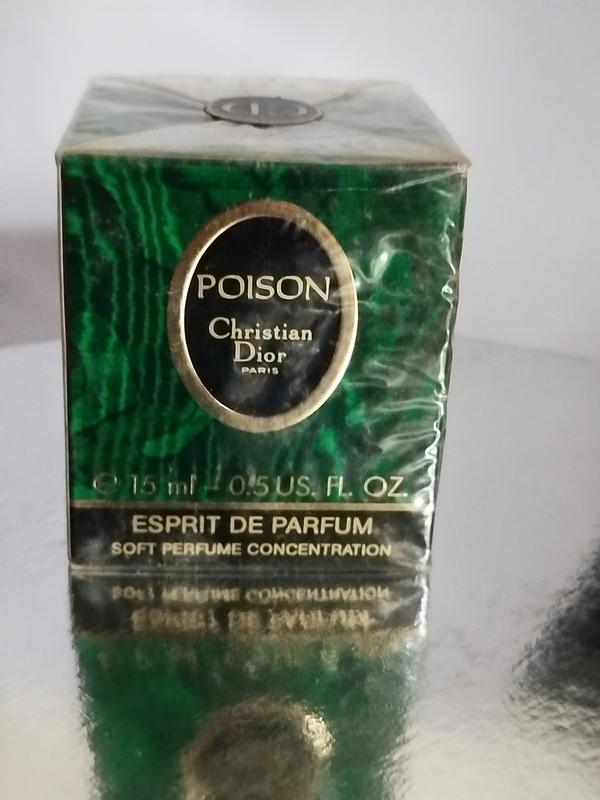 POISON
Christian
Dior
PARIS
℮ 15 ml - 0.5 US. FL. OZ.
ESPRIT DE PARFUM
SOFT PERFUME CONCENTRATION